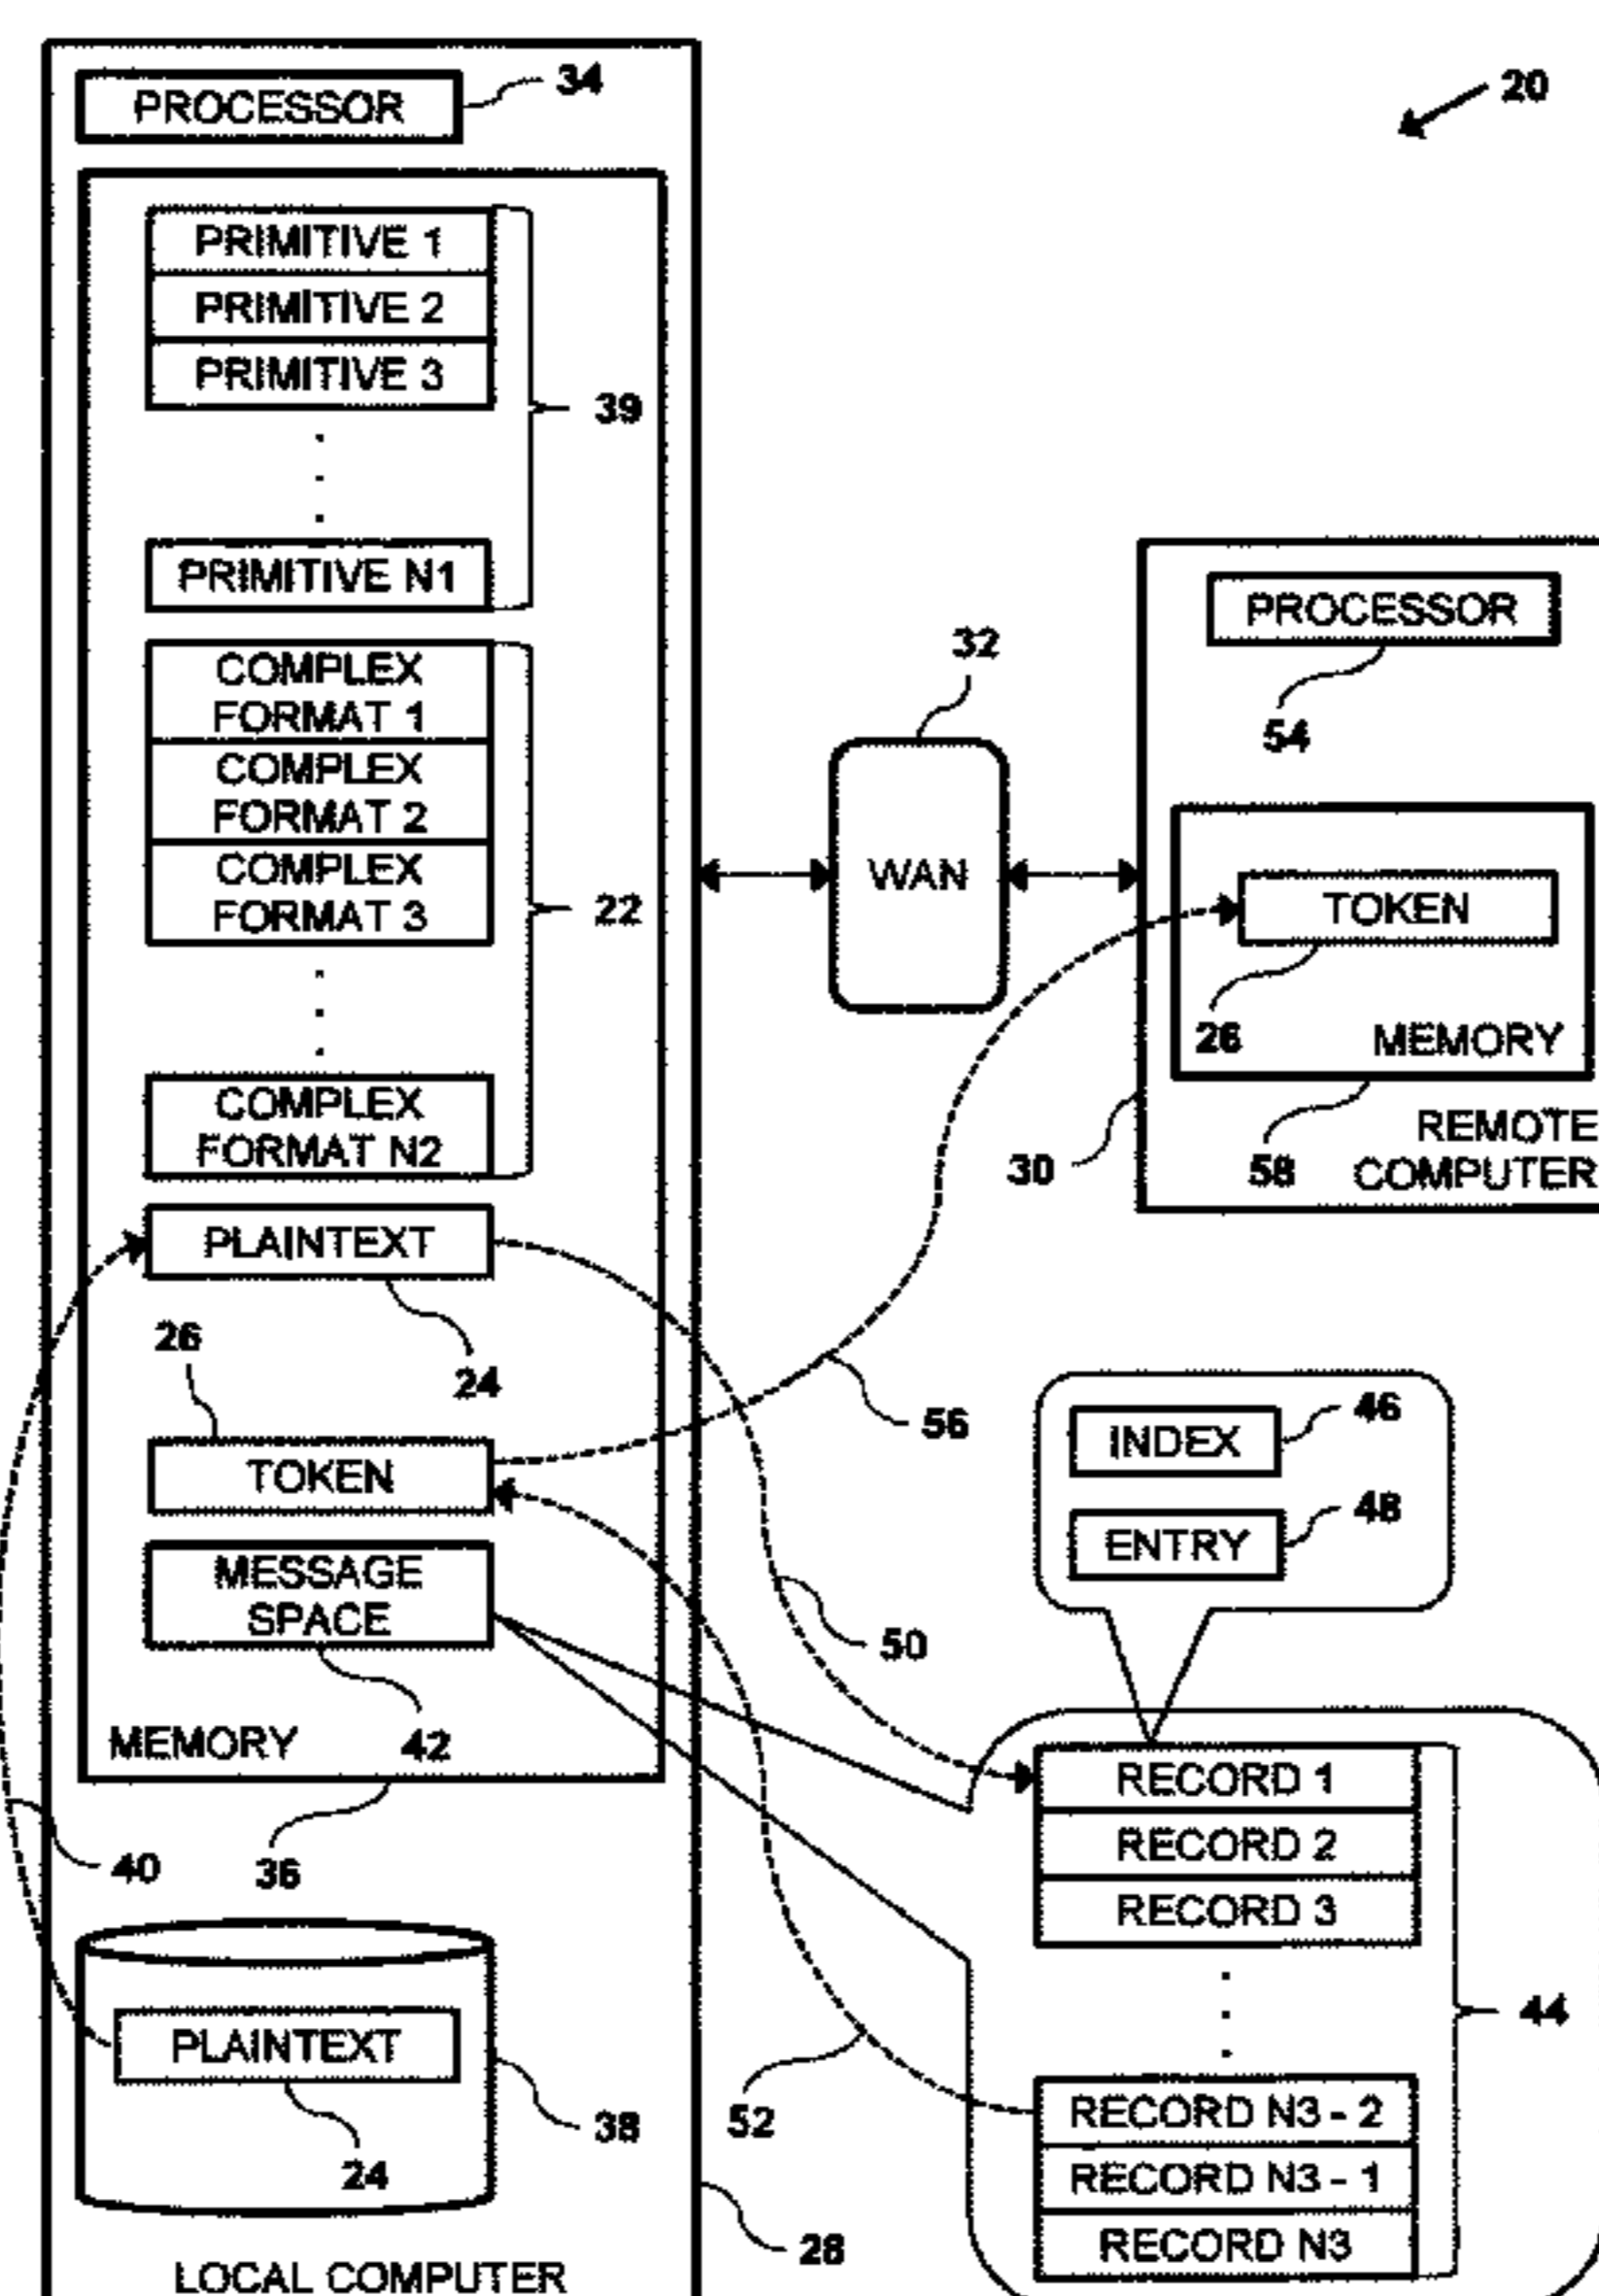 PROCESSOR
34
20
PRIMITIVE 1
PRIMITIVE 2
PRIMITIVE 3
39
.
.
.
PRIMITIVE N1
COMPLEX
FORMAT 1
COMPLEX
FORMAT 2
COMPLEX
FORMAT 3
22
.
.
.
COMPLEX
FORMAT N2
PLAINTEXT
24
26
TOKEN
MESSAGE
SPACE
MEMORY
42
36
40
PLAINTEXT
24
38
LOCAL COMPUTER
28
32
WAN
PROCESSOR
54
TOKEN
26
MEMORY
58
REMOTE
COMPUTER
30
56
50
52
INDEX
46
ENTRY
48
RECORD 1
RECORD 2
RECORD 3
.
.
.
44
RECORD N3 - 2
RECORD N3 - 1
RECORD N3